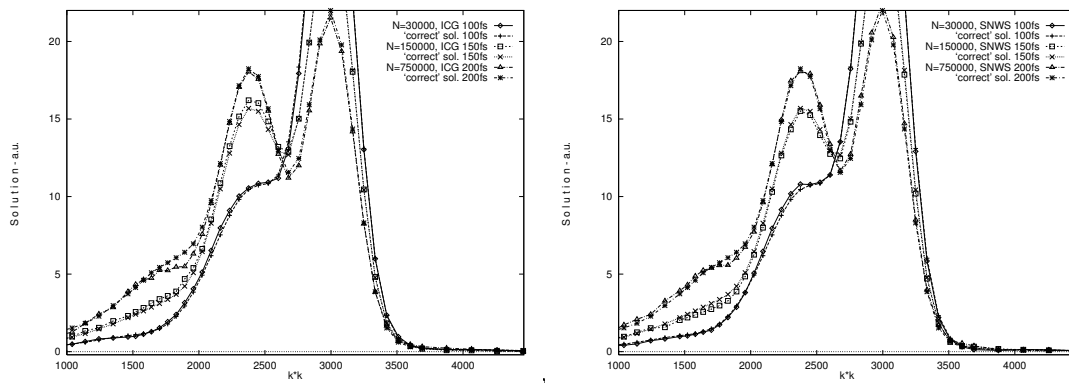 N=30000, ICG 100fs
'correct' sol. 100fs
N=150000, ICG 150fs
'correct' sol. 150fs
N=750000, ICG 200fs
'correct' sol. 200fs
20
15
10
5
0
Solution - a.u.
1000 1500 2000 2500 3000 3500 4000
k*k
,
N=30000, SNWS 100fs
'correct' sol. 100fs
N=150000, SNWS 150fs
'correct' sol. 150fs
N=750000, SNWS 200fs
'correct' sol. 200fs
20
15
10
5
0
Solution - a.u.
1000 1500 2000 2500 3000 3500 4000
k*k